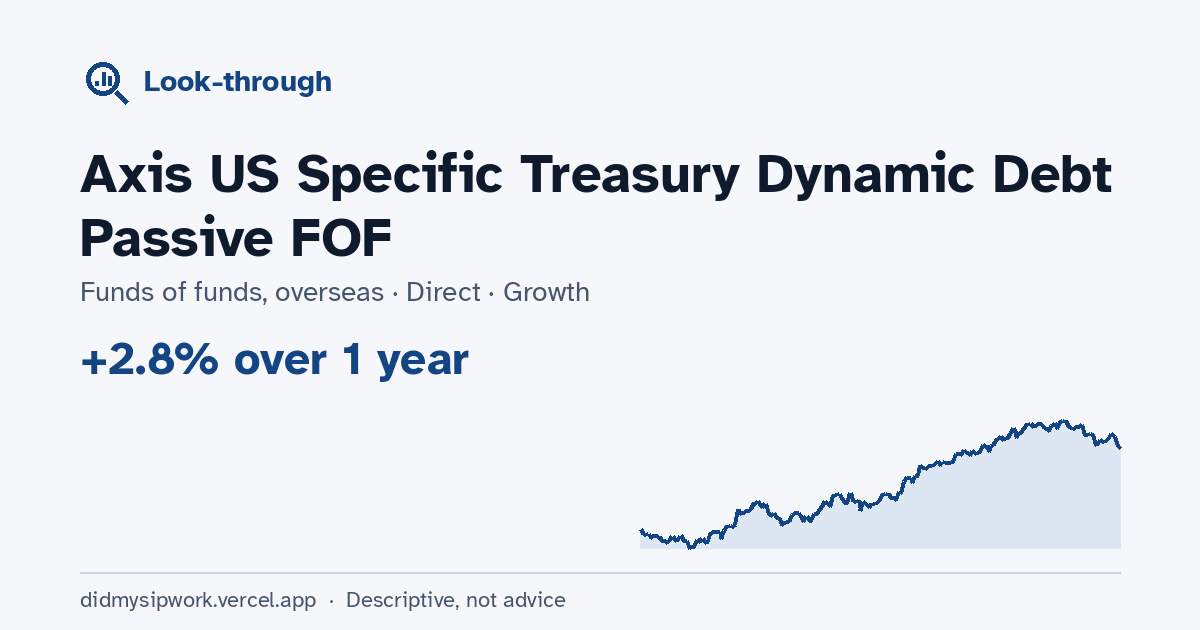 Look-through
Axis US Specific Treasury Dynamic Debt
Passive FOF
Funds of funds, overseas · Direct · Growth
+2.8% over 1 year
didmysipwork.vercel.app · Descriptive, not advice